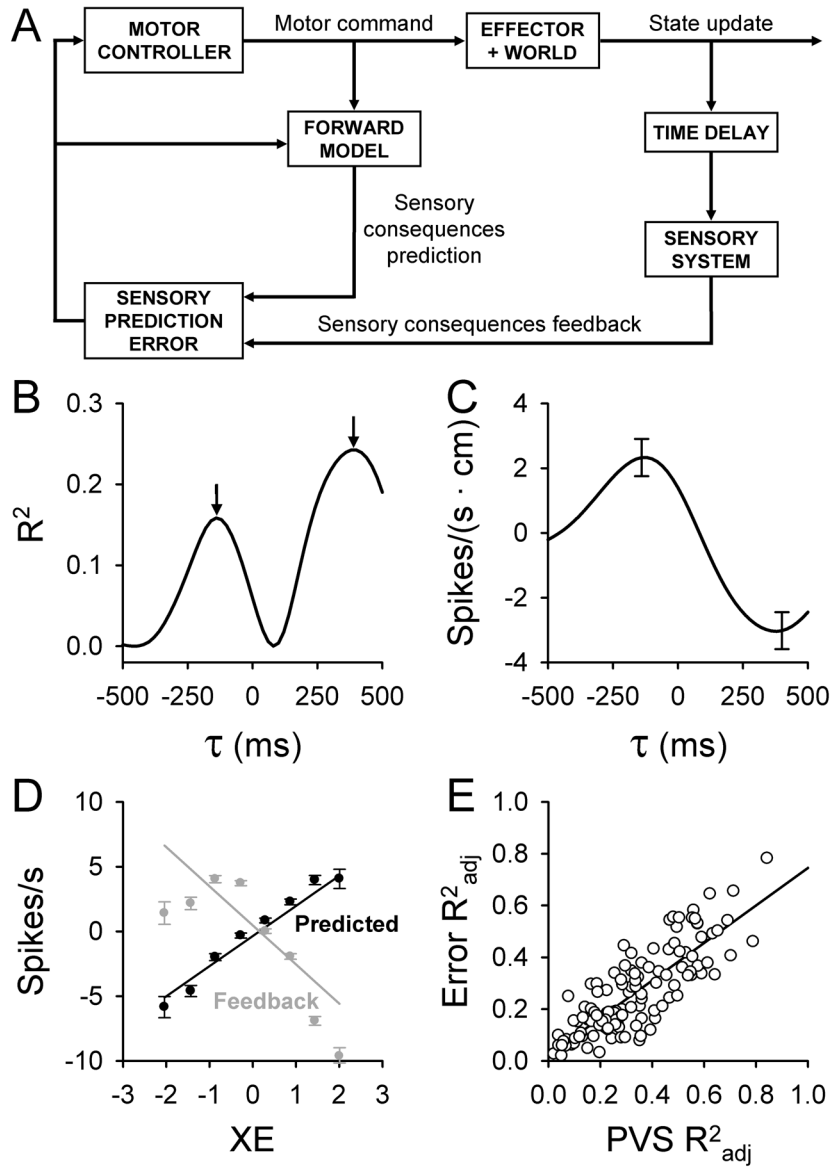 A
MOTOR
CONTROLLER
Motor command
EFFECTOR
+ WORLD
State update
FORWARD
MODEL
TIME DELAY
Sensory
consequences
prediction
SENSORY
SYSTEM
SENSORY
PREDICTION
ERROR
Sensory consequences feedback
B
0.3
0.2
0.1
0.0
R²
-500 -250 0 250 500
τ (ms)
C
4
2
0
-2
-4
Spikes/(s · cm)
-500 -250 0 250 500
τ (ms)
D
10
5
0
-5
-10
Spikes/s
Predicted
Feedback
-3 -2 -1 0 1 2 3
XE
E
1.0
0.8
0.6
0.4
0.2
0.0
Error R²adj
0.0 0.2 0.4 0.6 0.8 1.0
PVS R²adj